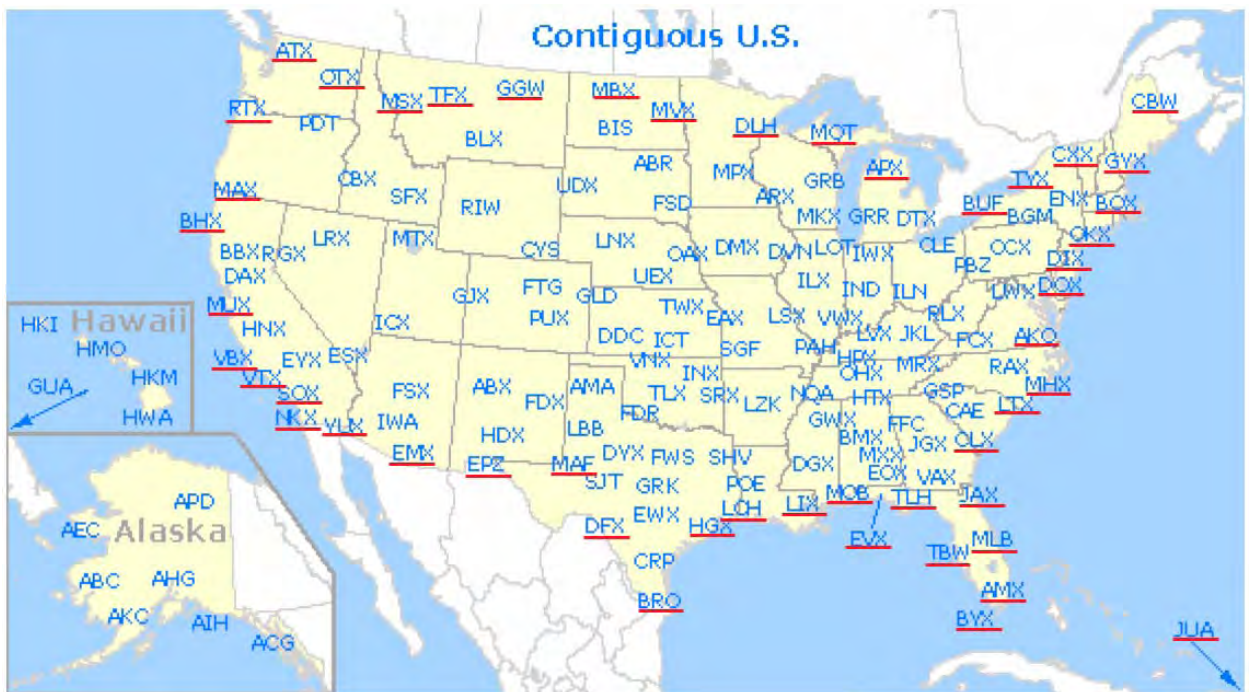 Contiguous U.S.
ATX
OTX
MSX
TFX
GGW
MBX
MVX
CBW
RTX
PDT
BLX
BIS
DLH
MQT
CXX
GYX
ABR
MPX
APX
TYX
MAX
CBX
SFX
RIW
UDX
FSD
ARX
GRB
BUF
ENX
BOX
BHX
MKX
GRR
DTX
BGM
OKX
BBX
RGX
LRX
MTX
CYS
LNX
OAX
DMX
DVN
LOT
IWX
CLE
CCX
DIX
DAX
UEX
PBZ
MUX
GJX
FTG
GLD
TWX
ILX
IND
ILN
LWX
DOX
HNX
ICX
PUX
EAX
LSX
VWX
RLX
DDC
ICT
LVX
JKL
FCX
AKQ
VBX
EYX
ESX
VNX
SGF
PAH
HPX
MRX
RAX
VTX
INX
OHX
MHX
SOX
FSX
ABX
AMA
TLX
SRX
LZK
NQA
HTX
GSP
LTX
FDX
FDR
CAE
NKX
YUX
IWA
HDX
LBB
GWX
FFC
BMX
JGX
CLX
EMX
EPZ
MAF
DYX
FWS
SHV
DGX
MXX
EOX
VAX
SJT
GRK
POE
LCH
LIX
MOB
TLH
JAX
DFX
EWX
HGX
EVX
TBW
MLB
CRP
AMX
BRO
BYX
JUA
HKI
Hawaii
HMO
GUA
HKM
HWA
APD
AEC
Alaska
ABC
AHG
AKC
AIH
ACG